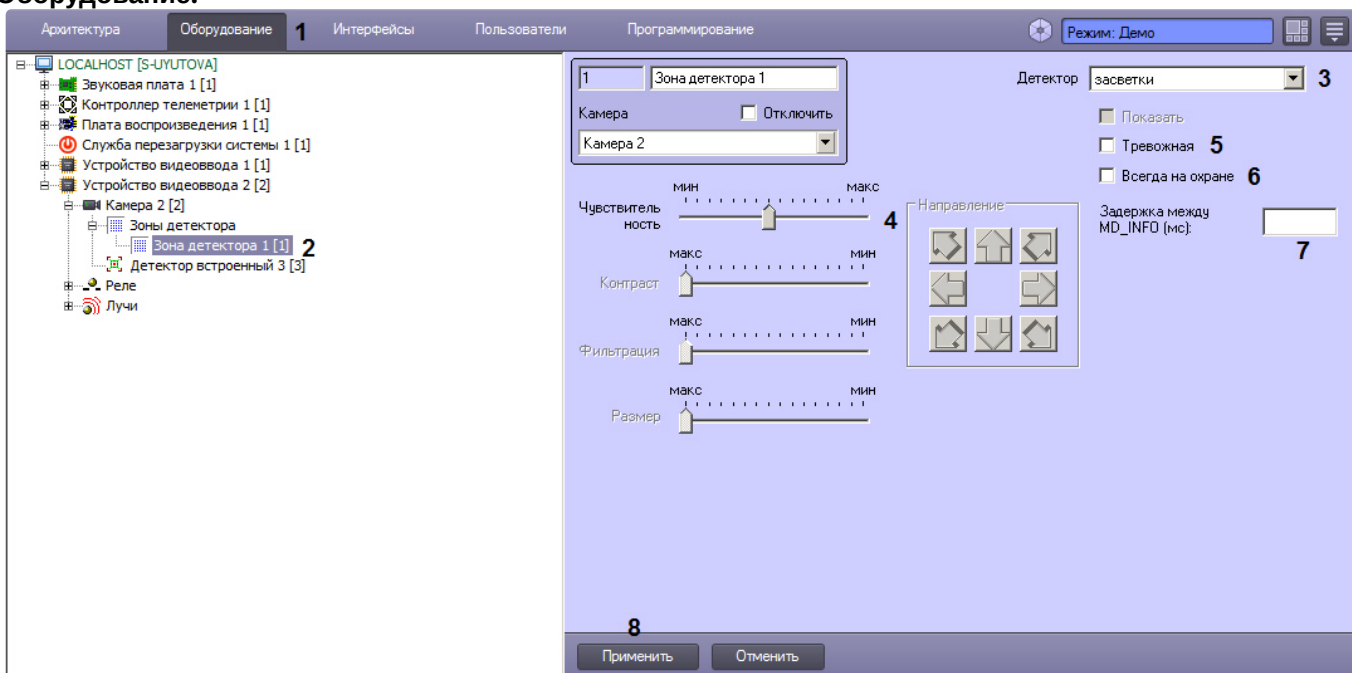 Оборудование.
Архитектура Оборудование 1 Интерфейсы Пользователи Программирование Режим: Демо
LOCALHOST [S-UYUTOVA]
Звуковая плата 1 [1]
Контроллер телеметрии 1 [1]
Плата воспроизведения 1 [1]
Служба перезагрузки системы 1 [1]
Устройство видеоввода 1 [1]
Устройство видеоввода 2 [2]
Камера 2 [2]
Зоны детектора
Зона детектора 1 [1] 2
Детектор встроенный 3 [3]
Реле
Лучи
1 Зона детектора 1
Камера Отключить
Камера 2
Детектор засветки 3
Показать
Тревожная 5
Всегда на охране 6
Задержка между
MD_INFO (мс):
7
мин макс
Чувствитель
ность 4
макс мин
Контраст
макс мин
Фильтрация
макс мин
Размер
Направление
8
Применить Отменить